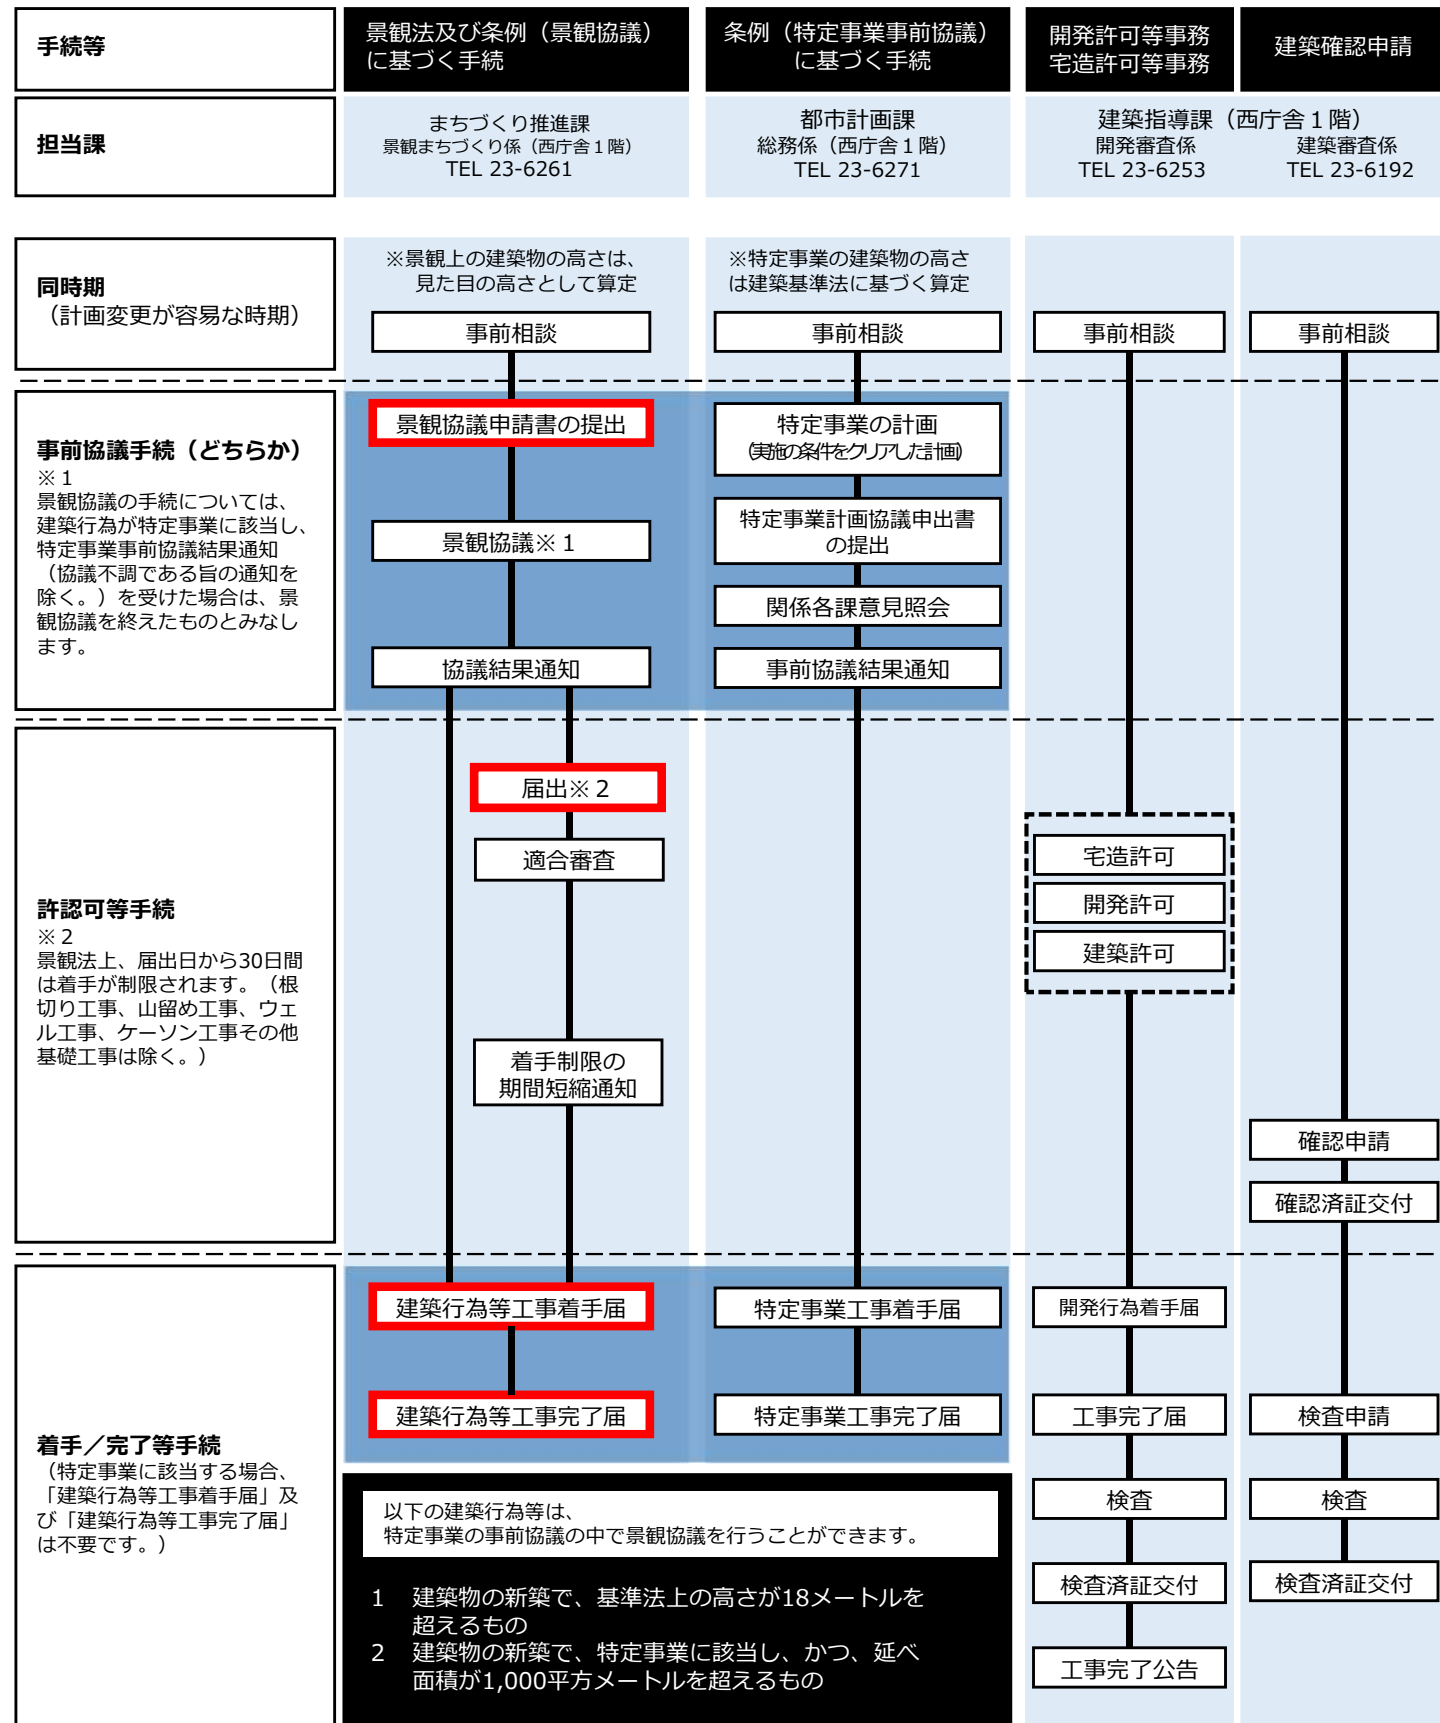 手続等
景観法及び条例（景観協議）
に基づく手続
条例（特定事業事前協議）
に基づく手続
開発許可等事務
宅造許可等事務
建築確認申請
担当課
まちづくり推進課
景観まちづくり係（西庁舎１階）
TEL 23-6261
都市計画課
総務係（西庁舎１階）
TEL 23-6271
建築指導課（西庁舎１階）
開発審査係
TEL 23-6253
建築審査係
TEL 23-6192
同時期
（計画変更が容易な時期）
※景観上の建築物の高さは、
見た目の高さとして算定
※特定事業の建築物の高さ
は建築基準法に基づく算定
事前相談
事前相談
事前相談
事前相談
事前協議手続（どちらか）
※１
景観協議の手続については、
建築行為が特定事業に該当し、
特定事業事前協議結果通知
（協議不調である旨の通知を
除く。）を受けた場合は、景
観協議を終えたものとみなし
ます。
景観協議申請書の提出
景観協議※１
協議結果通知
特定事業の計画
（実施の条件をクリアした計画）
特定事業計画協議申出書
の提出
関係各課意見照会
事前協議結果通知
許認可等手続
※２
景観法上、届出日から30日間
は着手が制限されます。（根
切り工事、山留め工事、ウェ
ル工事、ケーソン工事その他
基礎工事は除く。）
届出※２
適合審査
着手制限の
期間短縮通知
宅造許可
開発許可
建築許可
確認申請
確認済証交付
着手／完了等手続
（特定事業に該当する場合、
「建築行為等工事着手届」及
び「建築行為等工事完了届」
は不要です。）
建築行為等工事着手届
建築行為等工事完了届
特定事業工事着手届
特定事業工事完了届
開発行為着手届
工事完了届
検査
検査済証交付
工事完了公告
検査申請
検査
検査済証交付
以下の建築行為等は、
特定事業の事前協議の中で景観協議を行うことができます。
1　建築物の新築で、基準法上の高さが18メートルを
超えるもの
2　建築物の新築で、特定事業に該当し、かつ、延べ
面積が1,000平方メートルを超えるもの